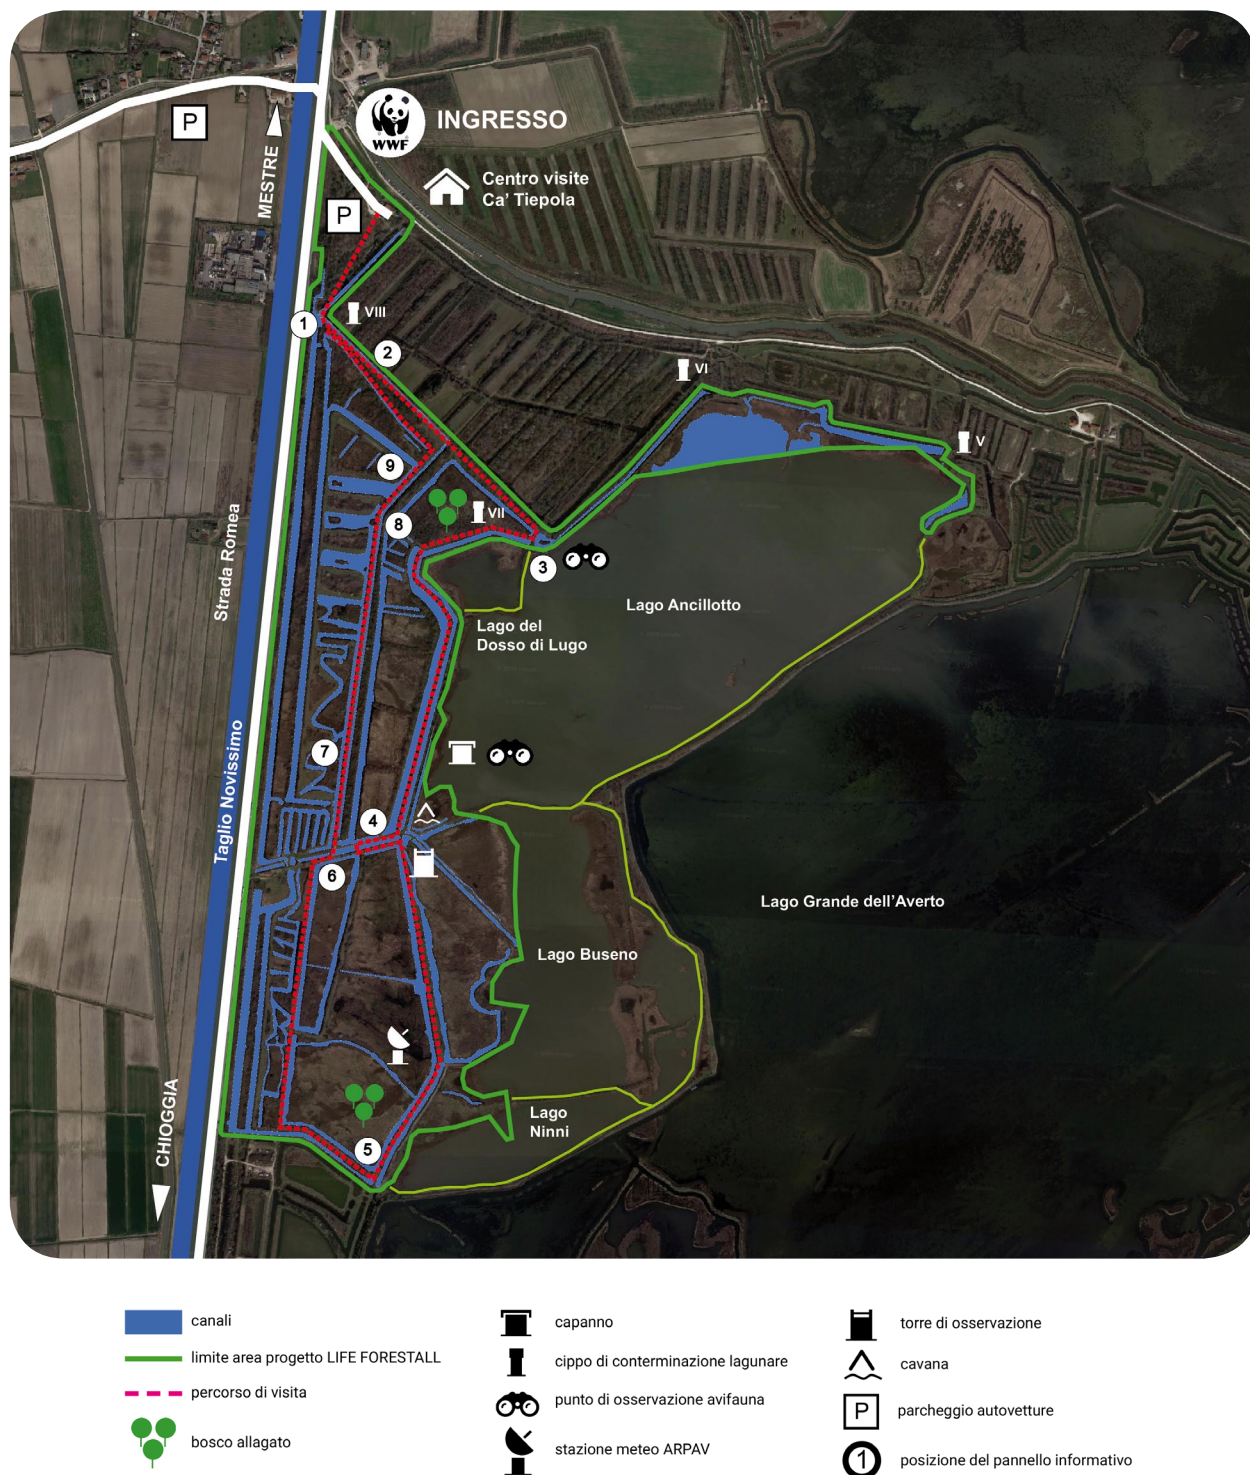 P
MESTRE
WWF
INGRESSO
Centro visite
Ca' Tiepola
P
1
VIII
2
VI
V
9
VII
8
3
Strada Romea
Lago Ancillotto
Lago del
Dosso di Lugo
7
4
Taglio Novissimo
6
Lago Grande dell'Averto
Lago Buseno
CHIOGGIA
Lago
Ninni
5
canali
limite area progetto LIFE FORESTALL
percorso di visita
bosco allagato
capanno
cippo di conterminazione lagunare
punto di osservazione avifauna
stazione meteo ARPAV
torre di osservazione
cavana
P parcheggio autovetture
1 posizione del pannello informativo